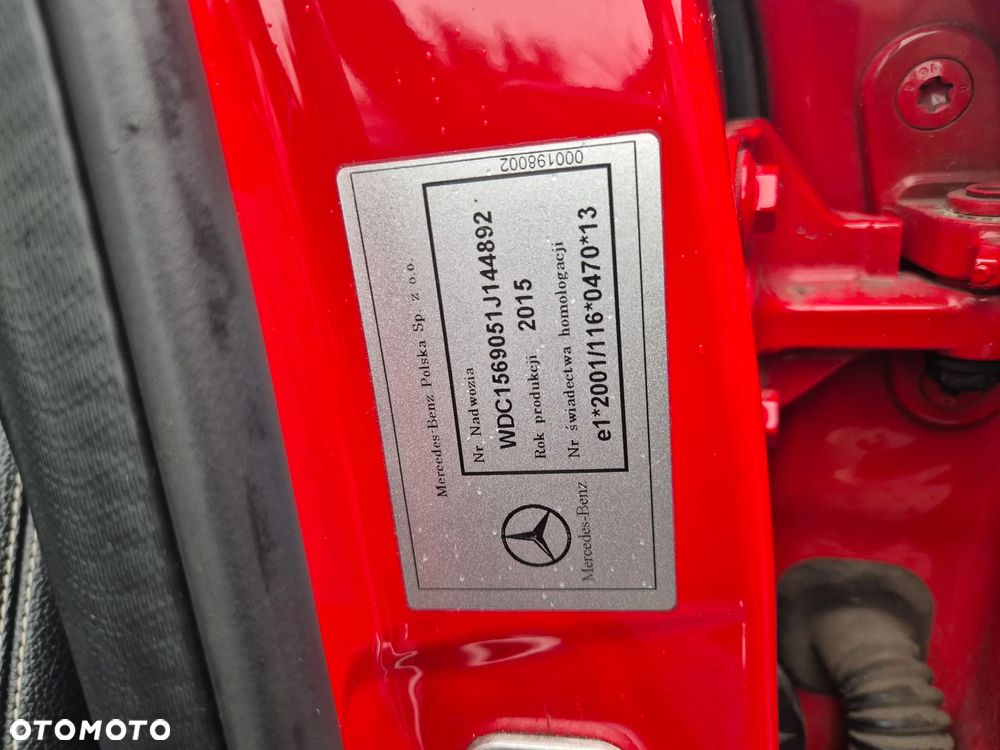 000198002
Mercedes-Benz Polska Sp. z o.o.
Nr Nadwozia
WDC1569051J144892
Rok produkcji 2015
Nr świadectwa homologacji
e1*2001/116*0470*13
Mercedes-Benz
OTOMOTO